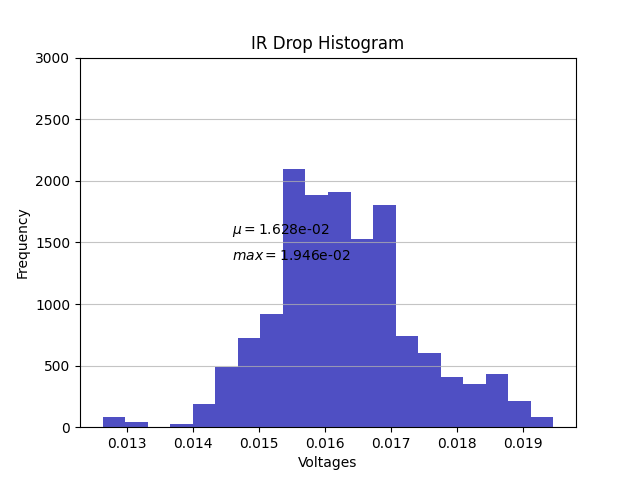 IR Drop Histogram
3000
2500
2000
1500
1000
500
0
Frequency
μ = 1.628e-02
max = 1.946e-02
0.013 0.014 0.015 0.016 0.017 0.018 0.019
Voltages